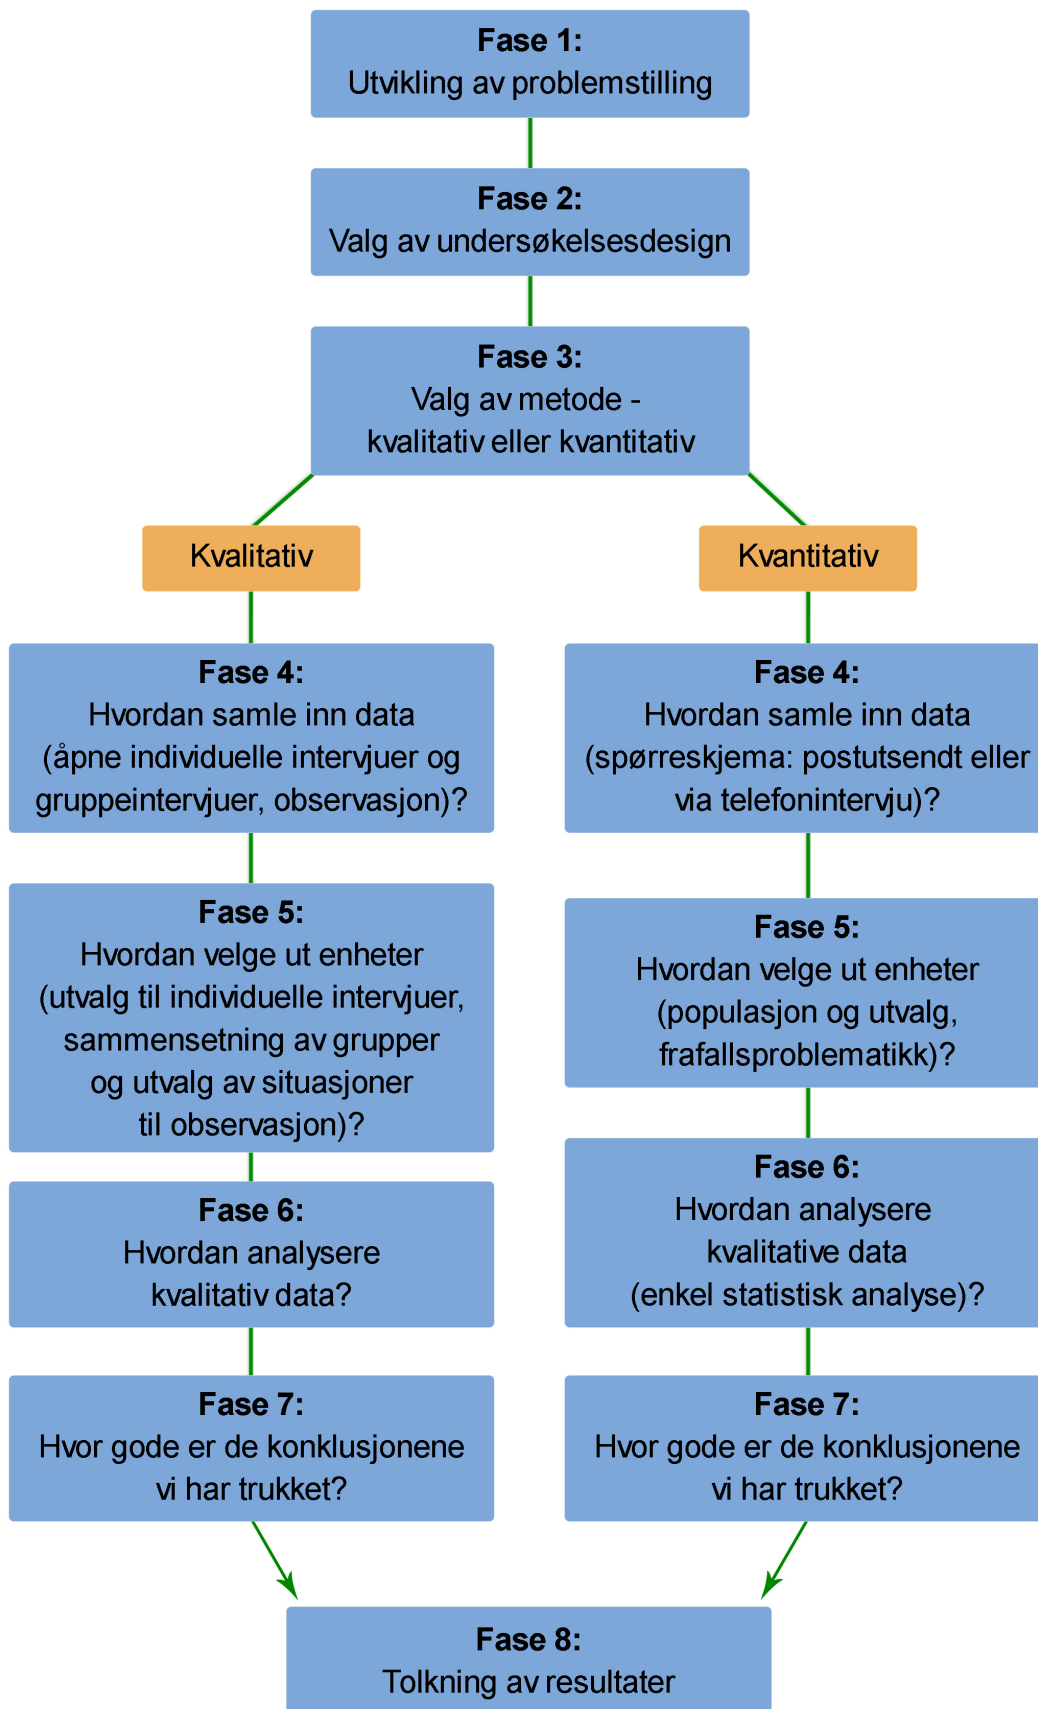 Fase 1:
Utvikling av problemstilling
Fase 2:
Valg av undersøkelsesdesign
Fase 3:
Valg av metode -
kvalitativ eller kvantitativ
Kvalitativ
Fase 4:
Hvordan samle inn data
(åpne individuelle intervjuer og
gruppeintervjuer, observasjon)?
Fase 5:
Hvordan velge ut enheter
(utvalg til individuelle intervjuer,
sammensetning av grupper
og utvalg av situasjoner
til observasjon)?
Fase 6:
Hvordan analysere
kvalitativ data?
Fase 7:
Hvor gode er de konklusjonene
vi har trukket?
Kvantitativ
Fase 4:
Hvordan samle inn data
(spørreskjema: postutsendt eller
via telefonintervju)?
Fase 5:
Hvordan velge ut enheter
(populasjon og utvalg,
frafallsproblematikk)?
Fase 6:
Hvordan analysere
kvalitative data
(enkel statistisk analyse)?
Fase 7:
Hvor gode er de konklusjonene
vi har trukket?
Fase 8:
Tolkning av resultater